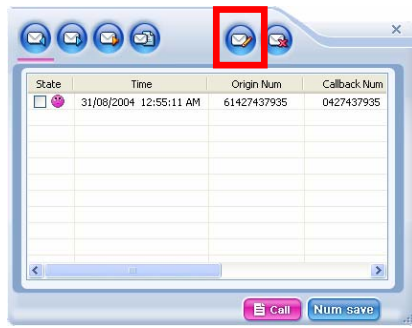 State Time Origin Num Callback Num
31/08/2004 12:55:11 AM 61427437935 0427437935
Call Num save